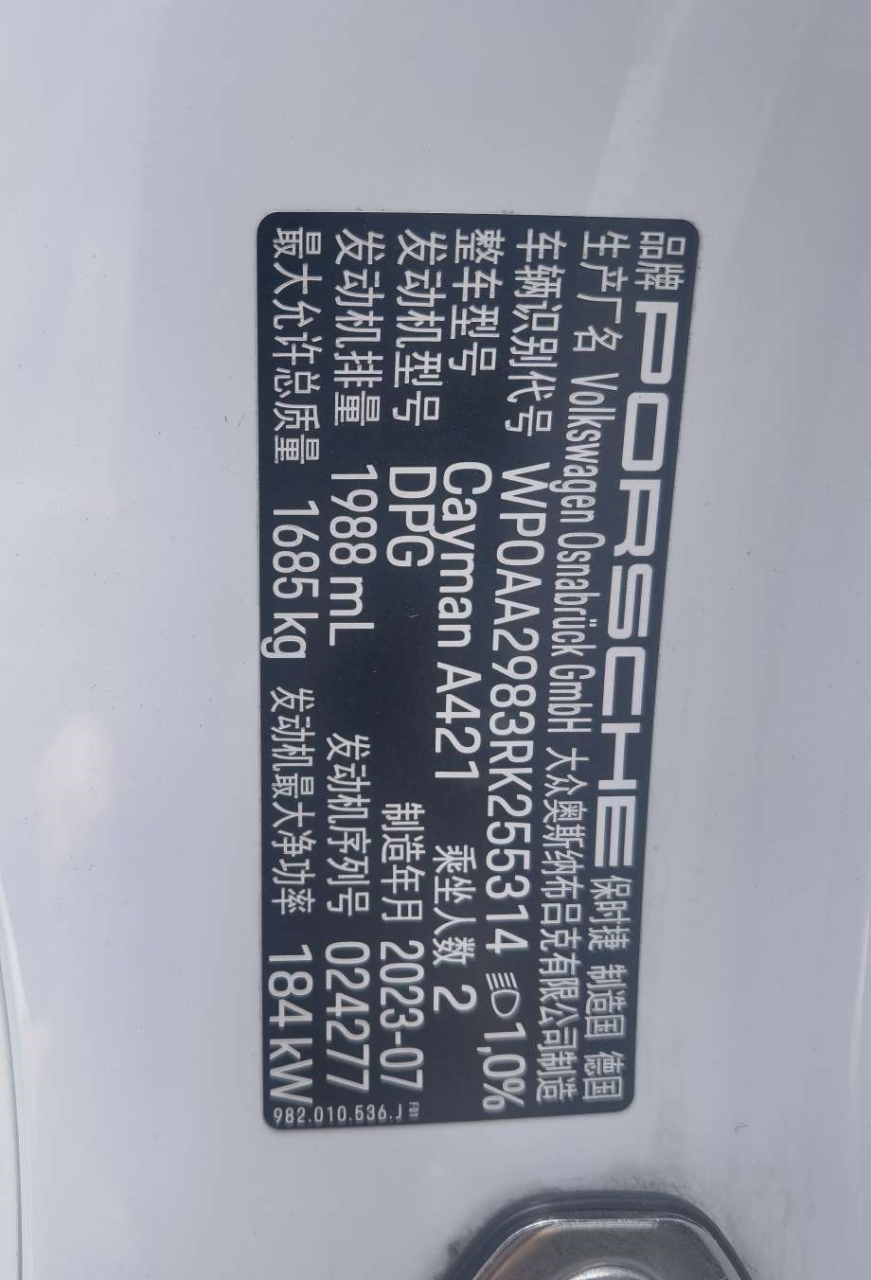 品牌 PORSCHE 保时捷 制造国 德国
生产厂名 Volkswagen Osnabrück GmbH 大众奥斯纳布吕克有限公司制造
车辆识别代号 WP0AA2983RK255314 1,0%
整车型号 Cayman A421 乘坐人数 2
发动机型号 DPG 制造年月 2023-07
发动机排量 1988 mL 发动机序列号 024277
最大允许总质量 1685 kg 发动机最大净功率 184 kW
982.010.536.J